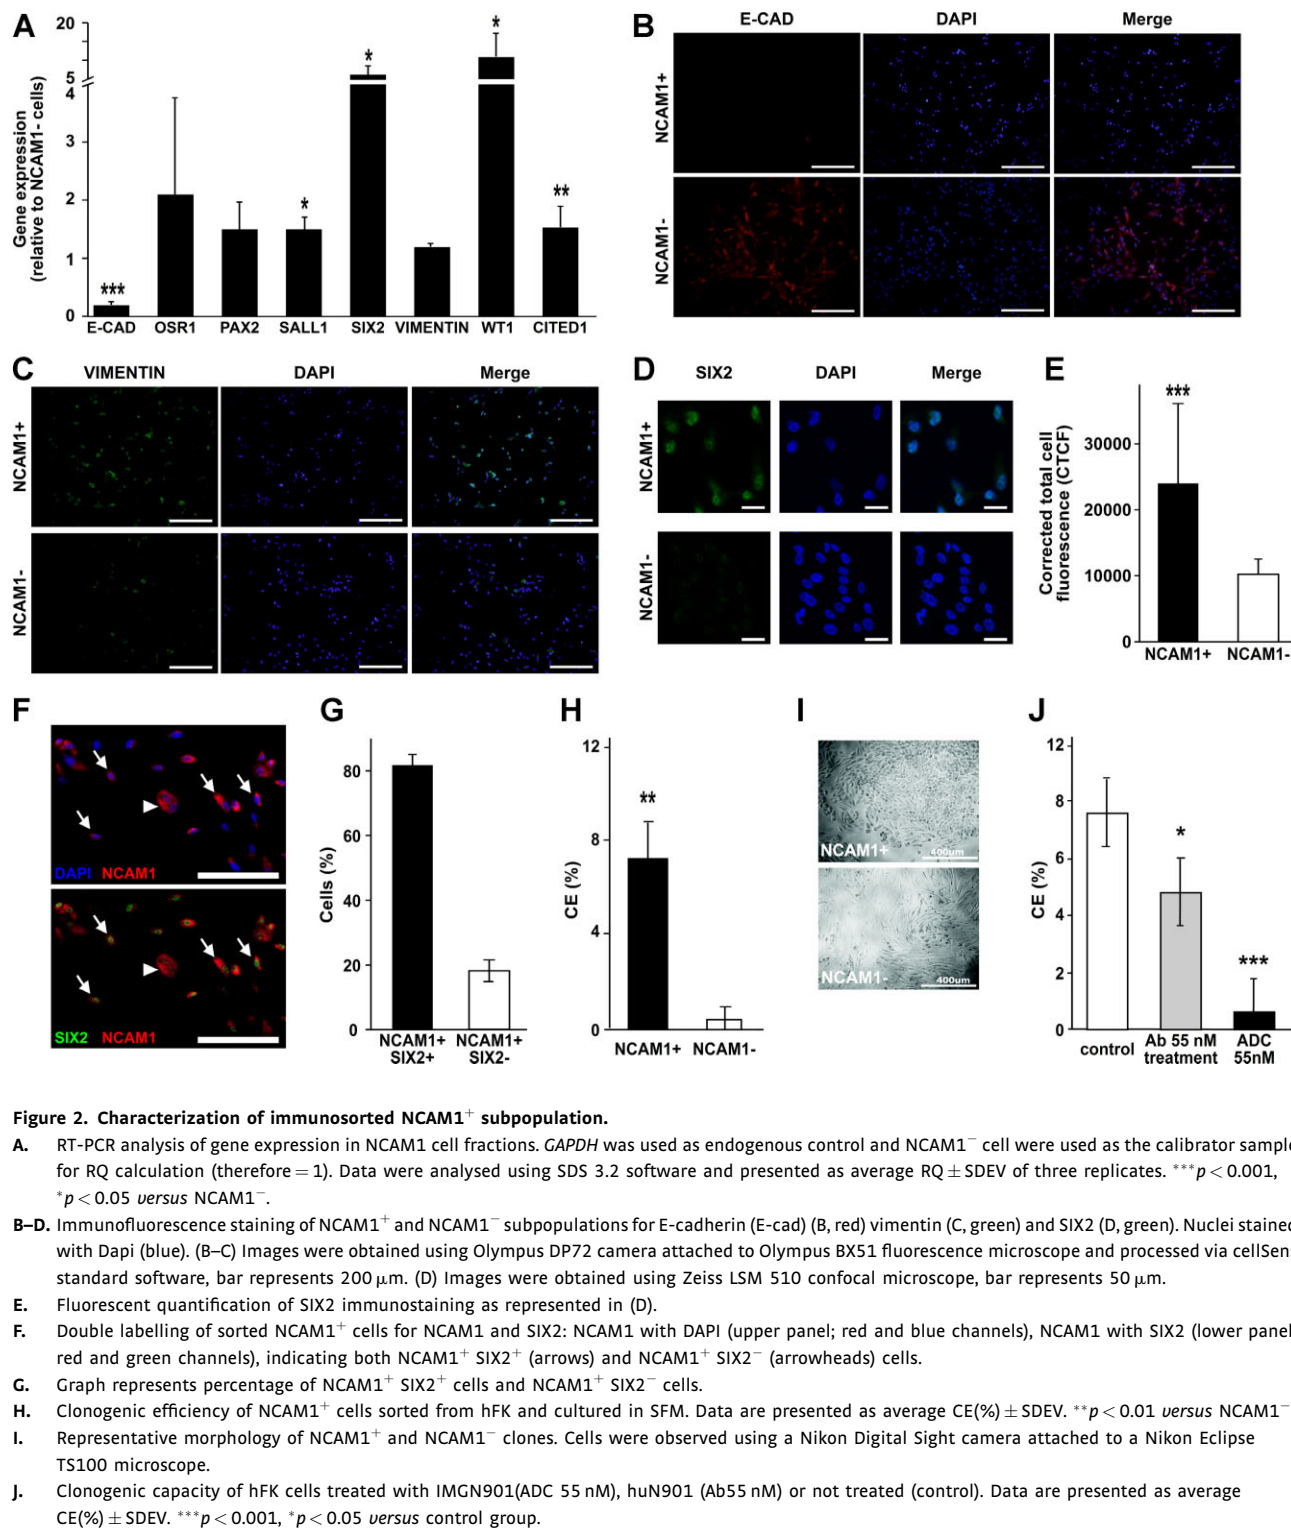 A
20
5
4
3
2
1
0
Gene expression
(relative to NCAM1- cells)
***
*
*
*
**
E-CAD OSR1 PAX2 SALL1 SIX2 VIMENTIN WT1 CITED1
B
E-CAD DAPI Merge
NCAM1+
NCAM1-
C
VIMENTIN DAPI Merge
NCAM1+
NCAM1-
D
SIX2 DAPI Merge
NCAM1+
NCAM1-
E
***
30000
20000
10000
0
Corrected total cell
fluorescence (CTCF)
NCAM1+ NCAM1-
F
DAPI NCAM1
SIX2 NCAM1
G
80
60
40
20
0
Cells (%)
NCAM1+ NCAM1+
SIX2+ SIX2-
H
12
8
4
0
CE (%)
**
NCAM1+ NCAM1-
I
NCAM1+ 400um
NCAM1- 400um
J
12
8
6
4
2
0
CE (%)
*
***
control Ab 55 nM ADC
treatment 55nM
Figure 2. Characterization of immunosorted NCAM1⁺ subpopulation.
A. RT-PCR analysis of gene expression in NCAM1 cell fractions. GAPDH was used as endogenous control and NCAM1⁻ cell were used as the calibrator sample
for RQ calculation (therefore = 1). Data were analysed using SDS 3.2 software and presented as average RQ ± SDEV of three replicates. ***p < 0.001,
*p < 0.05 versus NCAM1⁻.
B–D. Immunofluorescence staining of NCAM1⁺ and NCAM1⁻ subpopulations for E-cadherin (E-cad) (B, red) vimentin (C, green) and SIX2 (D, green). Nuclei stained
with Dapi (blue). (B–C) Images were obtained using Olympus DP72 camera attached to Olympus BX51 fluorescence microscope and processed via cellSens
standard software, bar represents 200 μm. (D) Images were obtained using Zeiss LSM 510 confocal microscope, bar represents 50 μm.
E. Fluorescent quantification of SIX2 immunostaining as represented in (D).
F. Double labelling of sorted NCAM1⁺ cells for NCAM1 and SIX2: NCAM1 with DAPI (upper panel; red and blue channels), NCAM1 with SIX2 (lower panel
red and green channels), indicating both NCAM1⁺ SIX2⁺ (arrows) and NCAM1⁺ SIX2⁻ (arrowheads) cells.
G. Graph represents percentage of NCAM1⁺ SIX2⁺ cells and NCAM1⁺ SIX2⁻ cells.
H. Clonogenic efficiency of NCAM1⁺ cells sorted from hFK and cultured in SFM. Data are presented as average CE(%) ± SDEV. **p < 0.01 versus NCAM1⁻
I. Representative morphology of NCAM1⁺ and NCAM1⁻ clones. Cells were observed using a Nikon Digital Sight camera attached to a Nikon Eclipse
TS100 microscope.
J. Clonogenic capacity of hFK cells treated with IMGN901(ADC 55 nM), huN901 (Ab55 nM) or not treated (control). Data are presented as average
CE(%) ± SDEV. ***p < 0.001, *p < 0.05 versus control group.